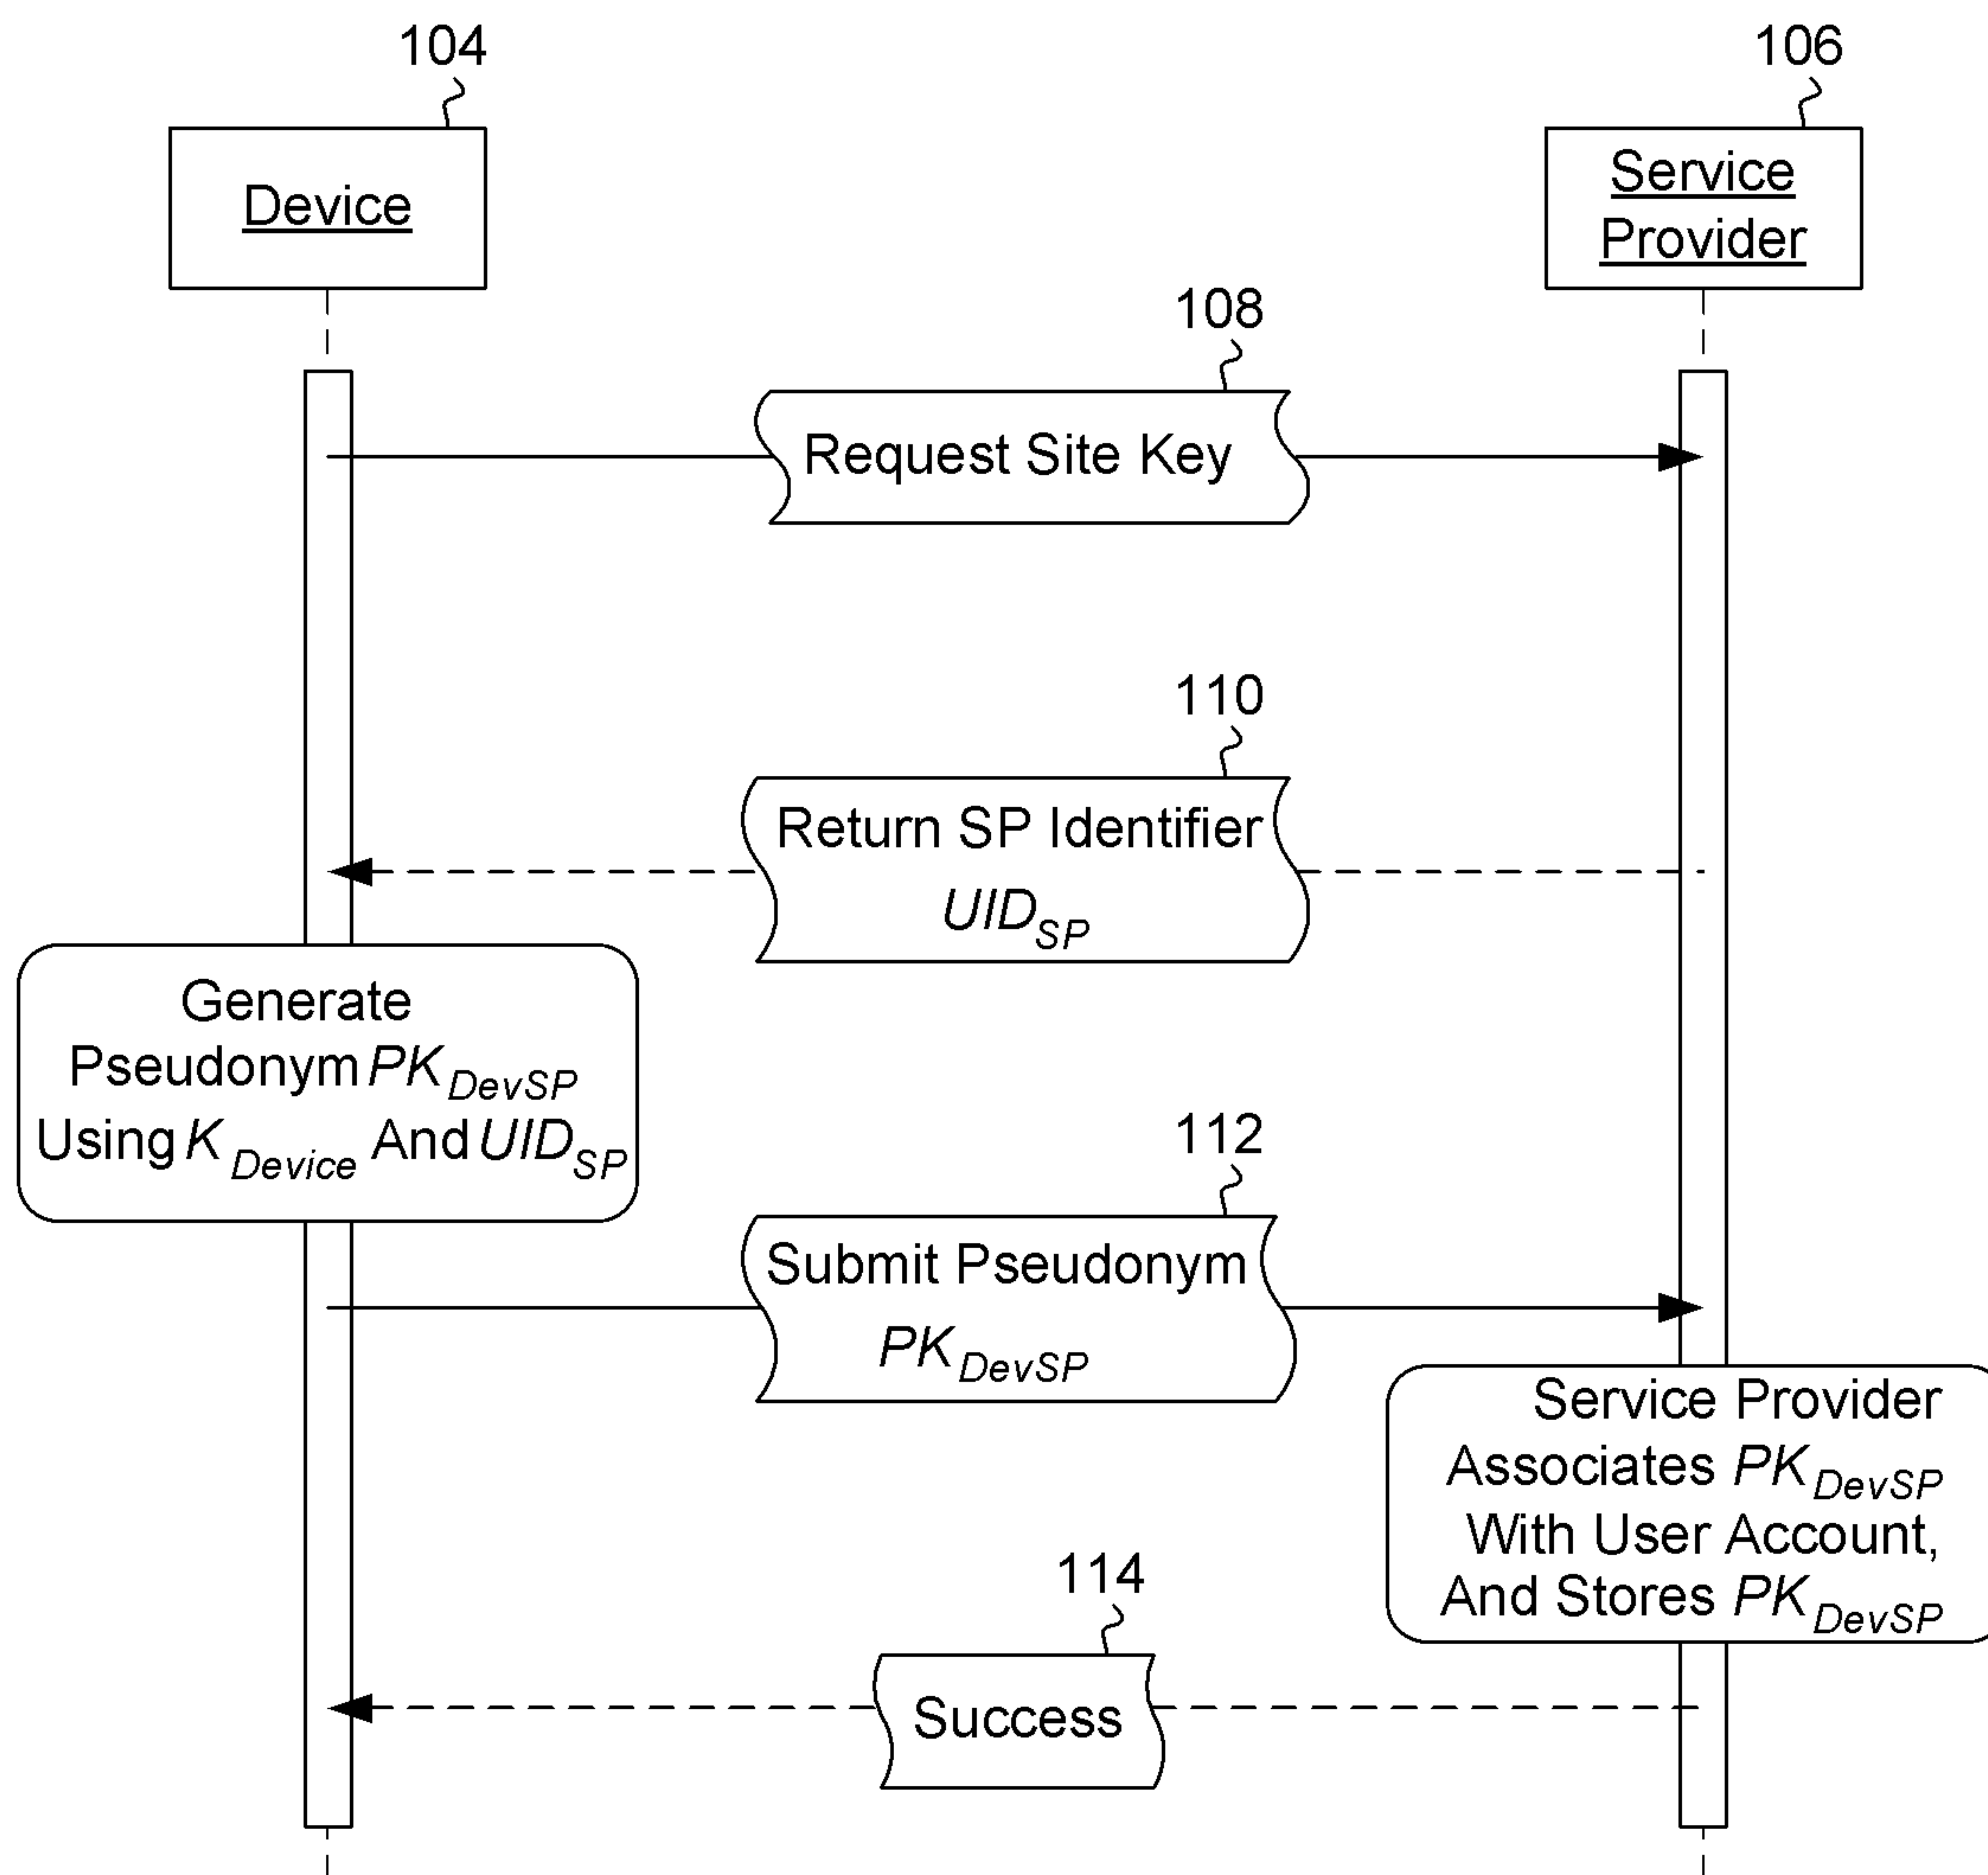 104
106
Device
Service
Provider
108
Request Site Key
110
Return SP Identifier
UID_SP
Generate
Pseudonym PK_DevSP
Using K_Device And UID_SP
112
Submit Pseudonym
PK_DevSP
Service Provider
Associates PK_DevSP
With User Account,
And Stores PK_DevSP
114
Success